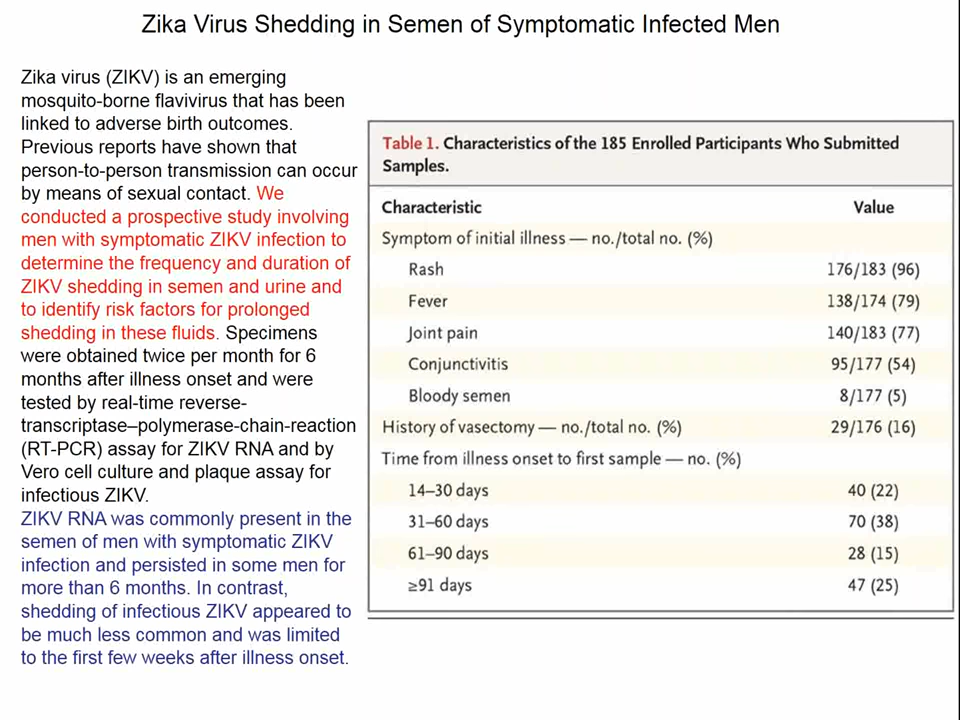 Zika Virus Shedding in Semen of Symptomatic Infected Men
Zika virus (ZIKV) is an emerging
mosquito-borne flavivirus that has been
linked to adverse birth outcomes.
Previous reports have shown that
person-to-person transmission can occur
by means of sexual contact. We
conducted a prospective study involving
men with symptomatic ZIKV infection to
determine the frequency and duration of
ZIKV shedding in semen and urine and
to identify risk factors for prolonged
shedding in these fluids. Specimens
were obtained twice per month for 6
months after illness onset and were
tested by real-time reverse-
transcriptase–polymerase-chain-reaction
(RT-PCR) assay for ZIKV RNA and by
Vero cell culture and plaque assay for
infectious ZIKV.
ZIKV RNA was commonly present in the
semen of men with symptomatic ZIKV
infection and persisted in some men for
more than 6 months. In contrast,
shedding of infectious ZIKV appeared to
be much less common and was limited
to the first few weeks after illness onset.
Table 1. Characteristics of the 185 Enrolled Participants Who Submitted
Samples.
Characteristic Value
Symptom of initial illness — no./total no. (%)
Rash 176/183 (96)
Fever 138/174 (79)
Joint pain 140/183 (77)
Conjunctivitis 95/177 (54)
Bloody semen 8/177 (5)
History of vasectomy — no./total no. (%) 29/176 (16)
Time from illness onset to first sample — no. (%)
14–30 days 40 (22)
31–60 days 70 (38)
61–90 days 28 (15)
≥91 days 47 (25)